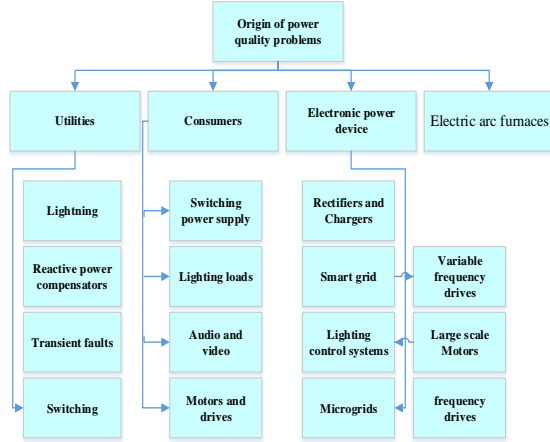 Origin of power
quality problems
Utilities
Consumers
Electronic power
device
Electric arc furnaces
Lightning
Reactive power
compensators
Transient faults
Switching
Switching
power supply
Lighting loads
Audio and
video
Motors and
drives
Rectifiers and
Chargers
Smart grid
Lighting
control systems
Microgrids
Variable
frequency
drives
Large scale
Motors
frequency
drives